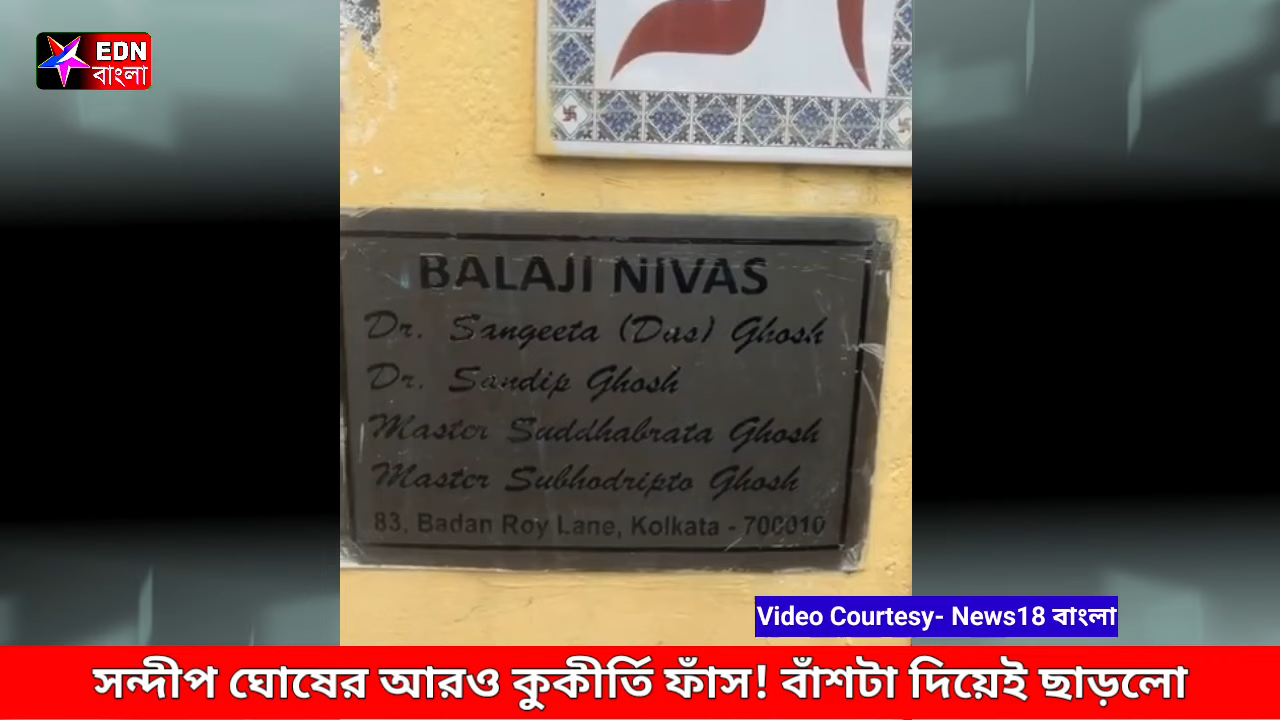 EDN
বাংলা
BALAJI NIVAS
Dr. Sangeeta (Das) Ghosh
Dr. Sandip Ghosh
Master Suddhabrata Ghosh
Master Subhodripto Ghosh
83, Badan Roy Lane, Kolkata - 700010
Video Courtesy- News18 বাংলা
সন্দীপ ঘোষের আরও কুকীর্তি ফাঁস! বাঁশটা দিয়েই ছাড়লো